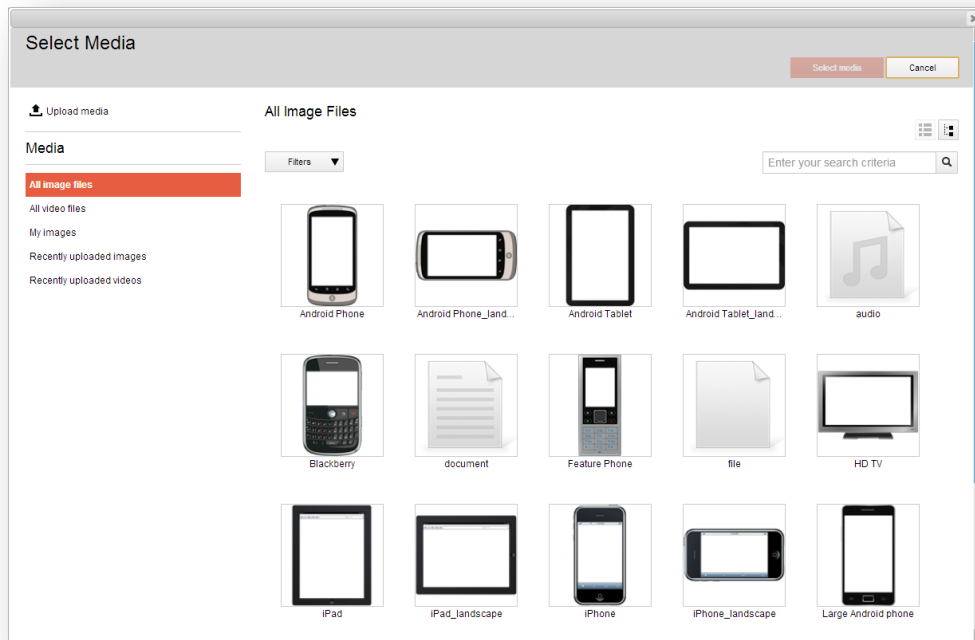 Select Media
Select media
Cancel
Upload media
Media
All image files
All video files
My images
Recently uploaded images
Recently uploaded videos
All Image Files
Filters
Enter your search criteria
Android Phone
Android Phone_land...
Android Tablet
Android Tablet_land...
audio
Blackberry
document
Feature Phone
file
HD TV
iPad
iPad_landscape
iPhone
iPhone_landscape
Large Android phone